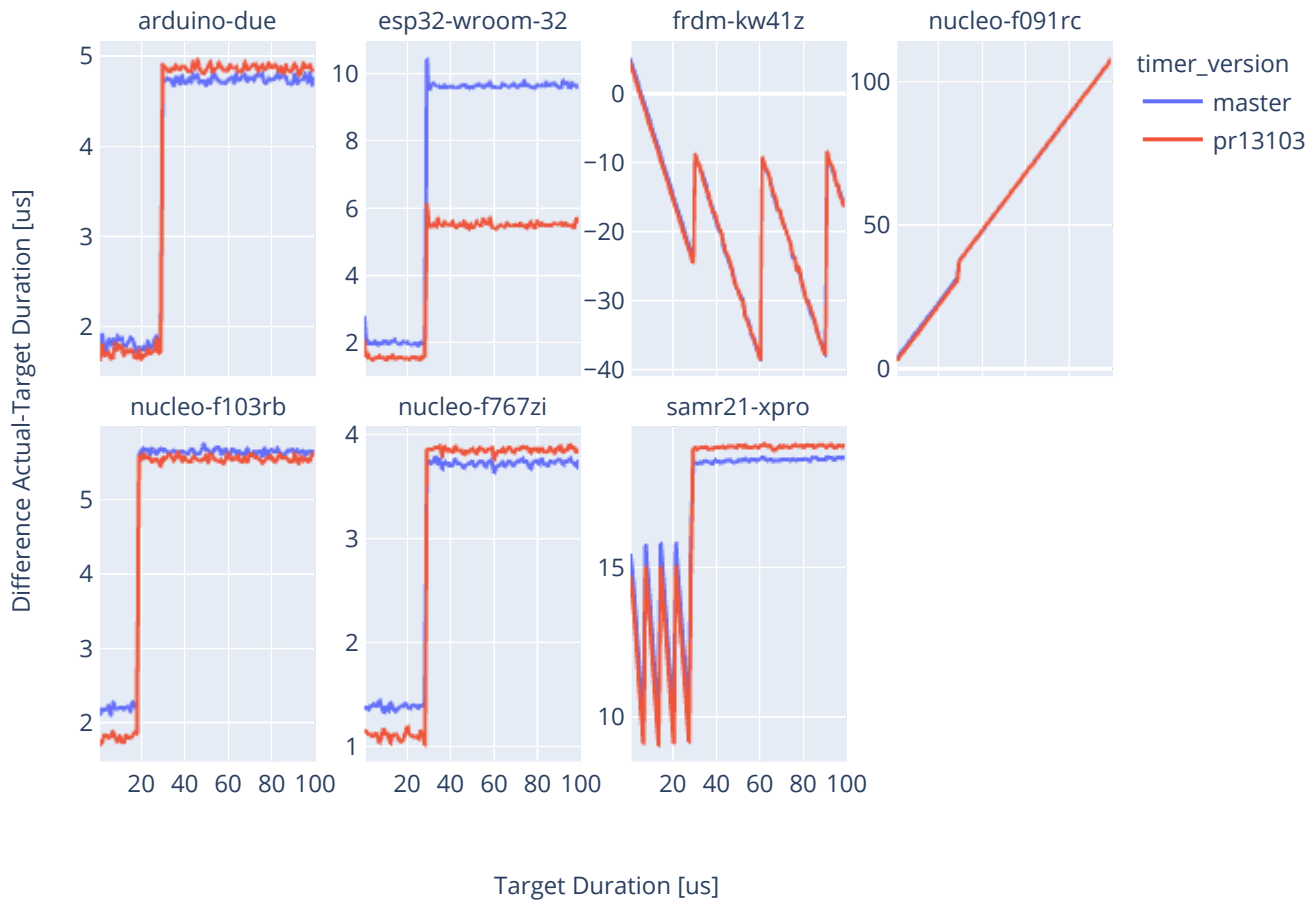 arduino-due
esp32-wroom-32
frdm-kw41z
nucleo-f091rc
timer_version
master
pr13103
Difference Actual-Target Duration [us]
5
4
3
2
10
8
6
4
2
0
−10
−20
−30
−40
100
50
0
nucleo-f103rb
nucleo-f767zi
samr21-xpro
5
4
3
2
4
3
2
1
15
10
20 40 60 80 100
20 40 60 80 100
20 40 60 80 100
Target Duration [us]